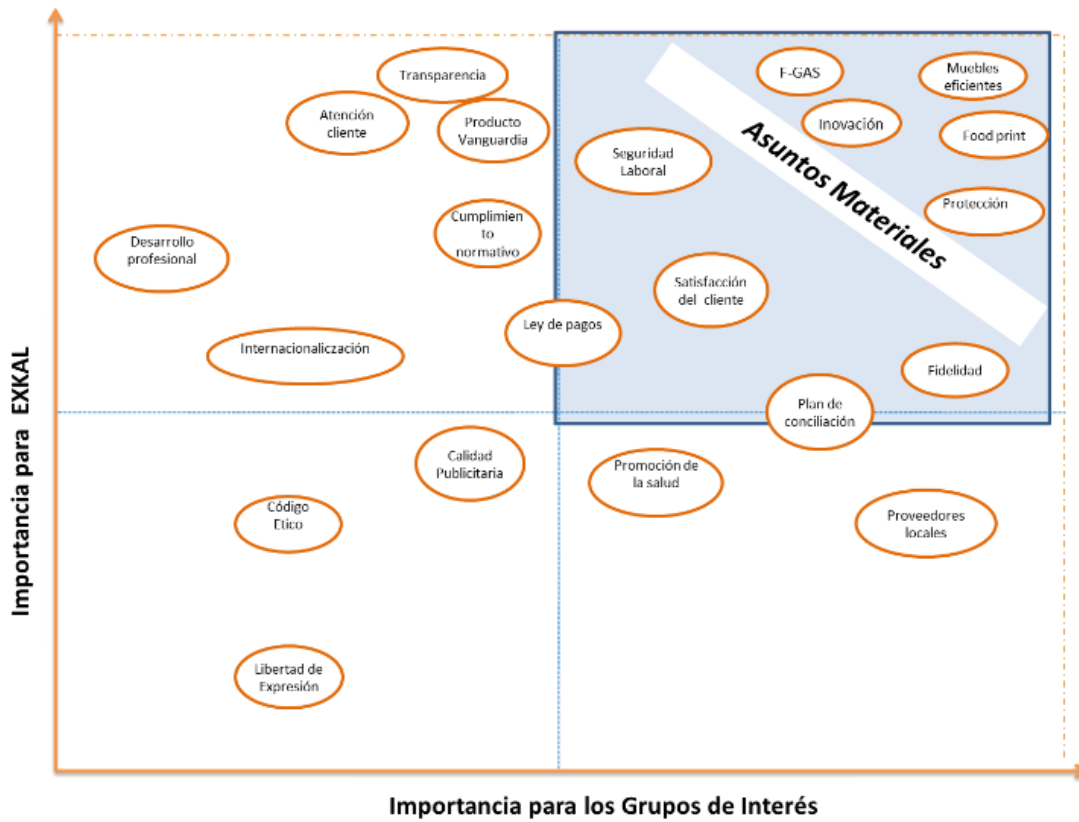 Transparencia
Atención
cliente
Producto
Vanguardia
F-GAS
Muebles
eficientes
Inovación
Food print
Seguridad
Laboral
Asuntos Materiales
Protección
Cumplimien
to
normativo
Desarrollo
profesional
Satisfacción
del cliente
Ley de pagos
Internacionaliczación
Fidelidad
Plan de
conciliación
Calidad
Publicitaria
Promoción de
la salud
Código
Etico
Proveedores
locales
Libertad de
Expresión
Importancia para EXKAL
Importancia para los Grupos de Interés